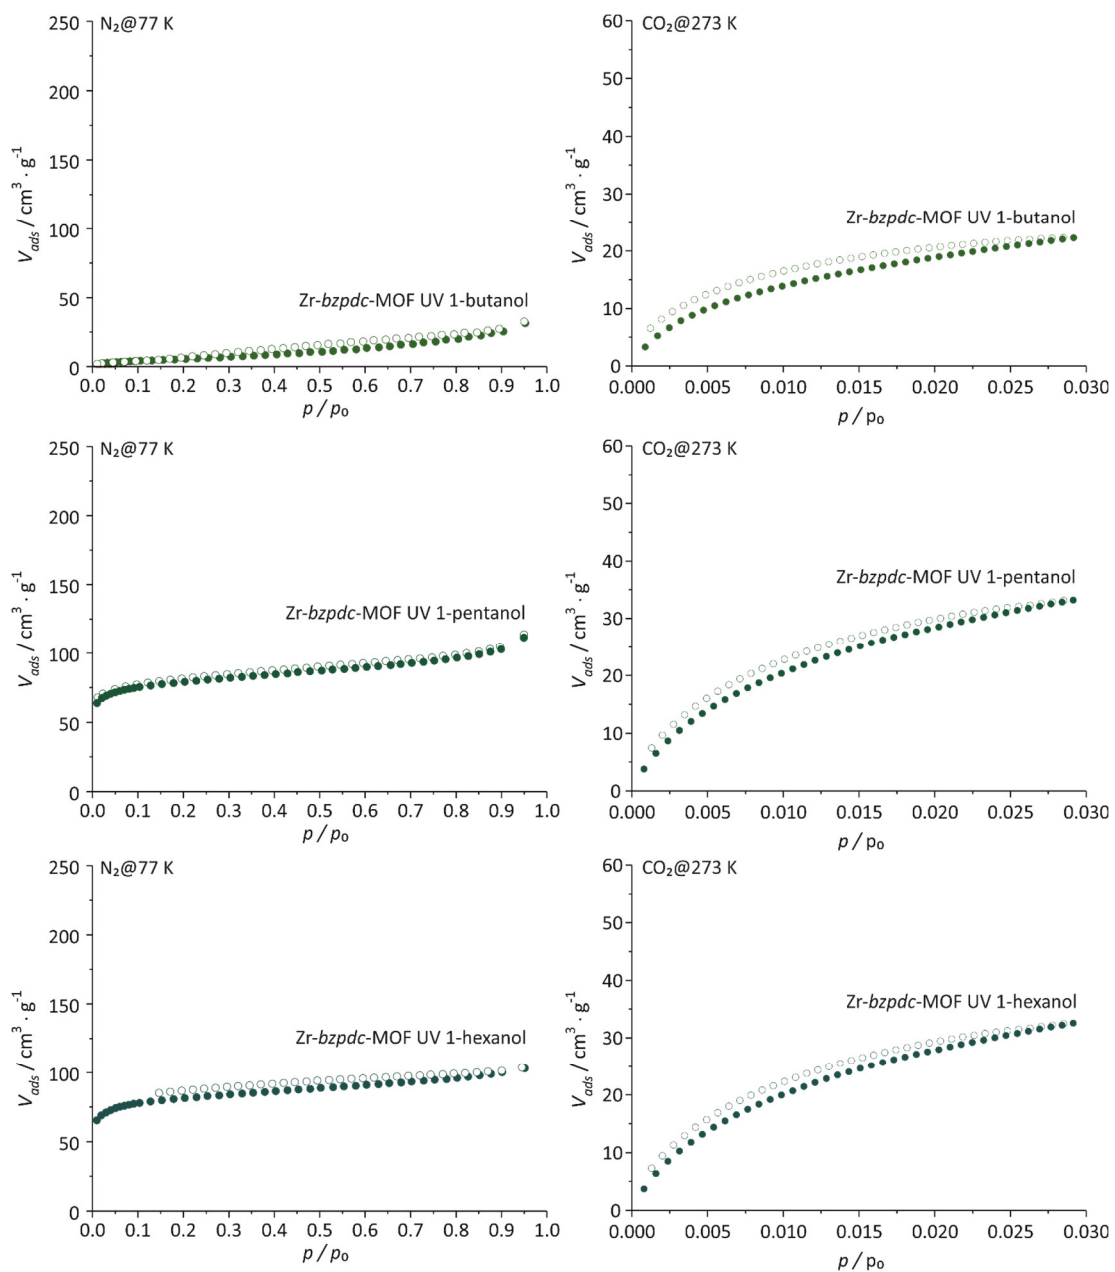 N₂@77 K
250
200
150
100
50
0
V_ads / cm³ · g⁻¹
Zr-bzpdc-MOF UV 1-butanol
0.0 0.1 0.2 0.3 0.4 0.5 0.6 0.7 0.8 0.9 1.0
p / p₀
CO₂@273 K
60
50
40
30
20
10
0
V_ads / cm³ · g⁻¹
Zr-bzpdc-MOF UV 1-butanol
0.000 0.005 0.010 0.015 0.020 0.025 0.030
p / p₀
N₂@77 K
250
200
150
100
50
0
V_ads / cm³ · g⁻¹
Zr-bzpdc-MOF UV 1-pentanol
0.0 0.1 0.2 0.3 0.4 0.5 0.6 0.7 0.8 0.9 1.0
p / p₀
CO₂@273 K
60
50
40
30
20
10
0
V_ads / cm³ · g⁻¹
Zr-bzpdc-MOF UV 1-pentanol
0.000 0.005 0.010 0.015 0.020 0.025 0.030
p / p₀
N₂@77 K
250
200
150
100
50
0
V_ads / cm³ · g⁻¹
Zr-bzpdc-MOF UV 1-hexanol
0.0 0.1 0.2 0.3 0.4 0.5 0.6 0.7 0.8 0.9 1.0
p / p₀
CO₂@273 K
60
50
40
30
20
10
0
V_ads / cm³ · g⁻¹
Zr-bzpdc-MOF UV 1-hexanol
0.000 0.005 0.010 0.015 0.020 0.025 0.030
p / p₀